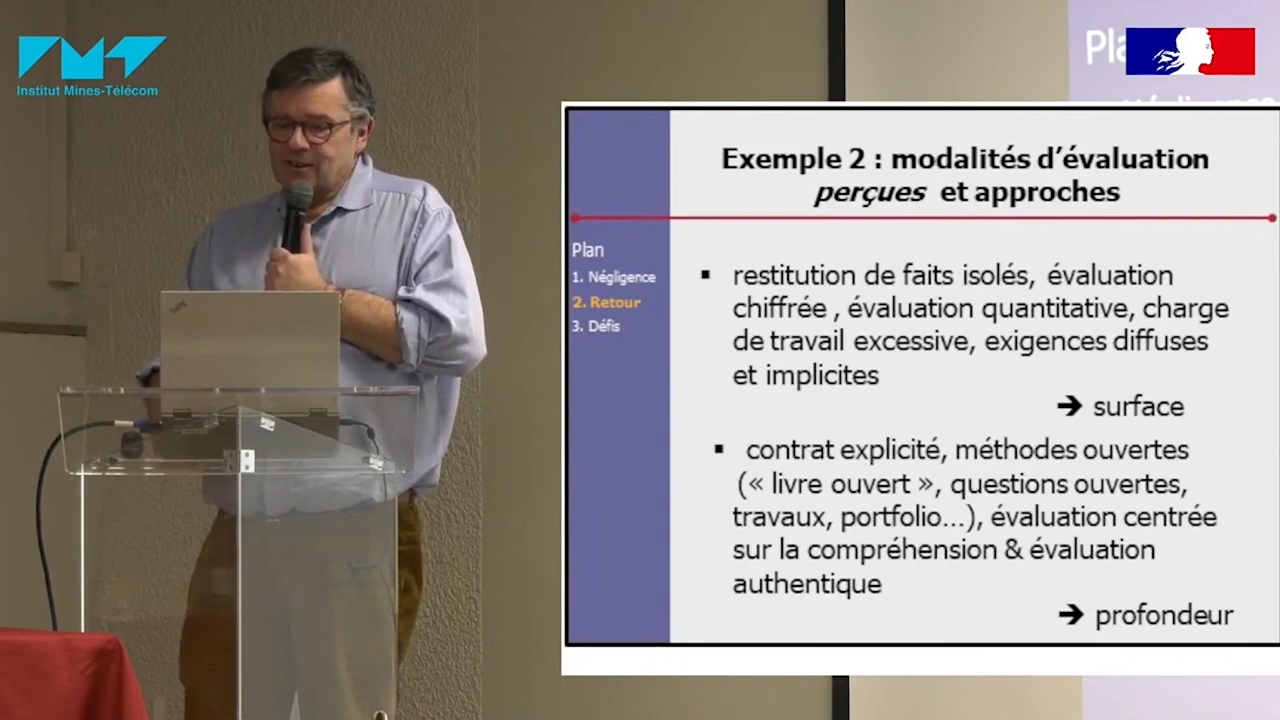 Institut Mines-Télécom
Pla
Exemple 2 : modalités d'évaluation
perçues et approches
Plan
1. Négligence
2. Retour
3. Défis
▪ restitution de faits isolés, évaluation
chiffrée , évaluation quantitative, charge
de travail excessive, exigences diffuses
et implicites
➔ surface
▪ contrat explicité, méthodes ouvertes
(« livre ouvert », questions ouvertes,
travaux, portfolio…), évaluation centrée
sur la compréhension & évaluation
authentique
➔ profondeur